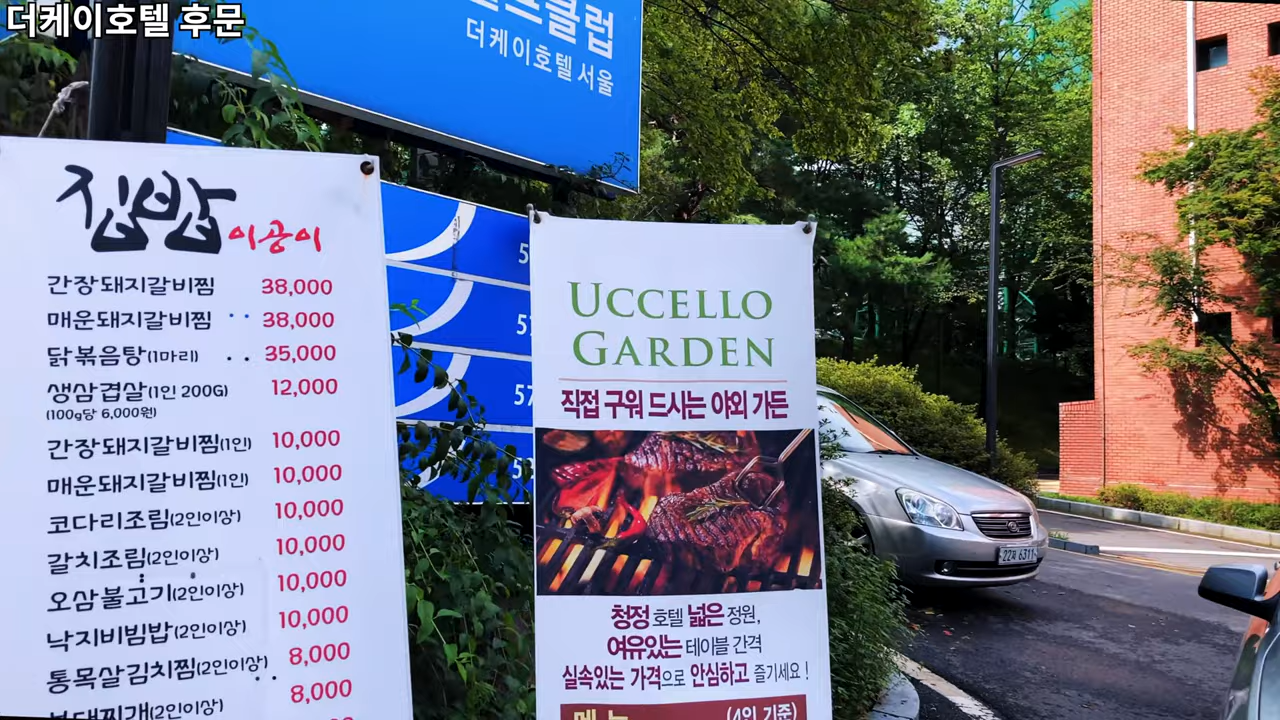 더케이호텔 후문
프클럽
더케이호텔 서울
집밥 이공이
간장돼지갈비찜 38,000
매운돼지갈비찜 38,000
닭볶음탕(1마리) 35,000
생삼겹살(1인 200G) 12,000
(100g당 6,000원)
간장돼지갈비찜(1인) 10,000
매운돼지갈비찜(1인) 10,000
코다리조림(2인이상) 10,000
갈치조림(2인이상) 10,000
오삼불고기(2인이상) 10,000
낙지비빔밥(2인이상) 10,000
통목살김치찜(2인이상) 8,000
부대찌개(2인이상) 8,000
UCCELLO
GARDEN
직접 구워 드시는 야외 가든
청정 호텔 넓은 정원,
여유있는 테이블 간격
실속있는 가격으로 안심하고 즐기세요!
메뉴 (4인 기준)
6311